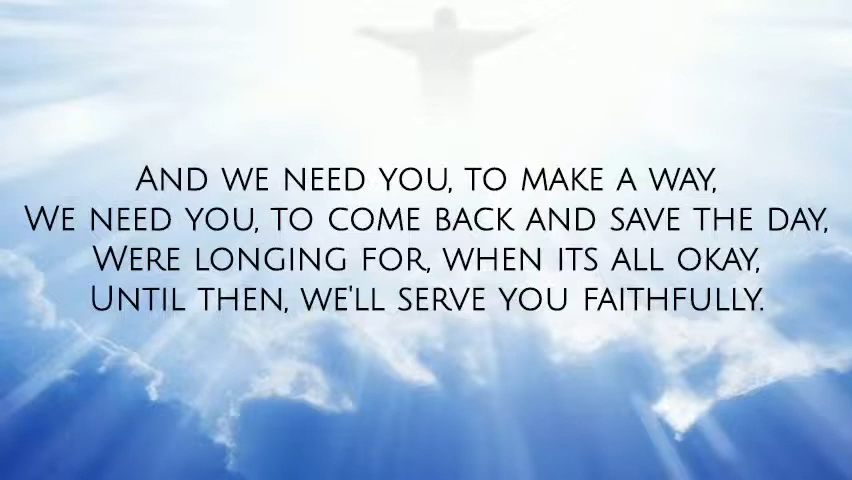 And we need you, to make a way,
We need you, to come back and save the day,
Were longing for, when its all okay,
Until then, we'll serve you faithfully.